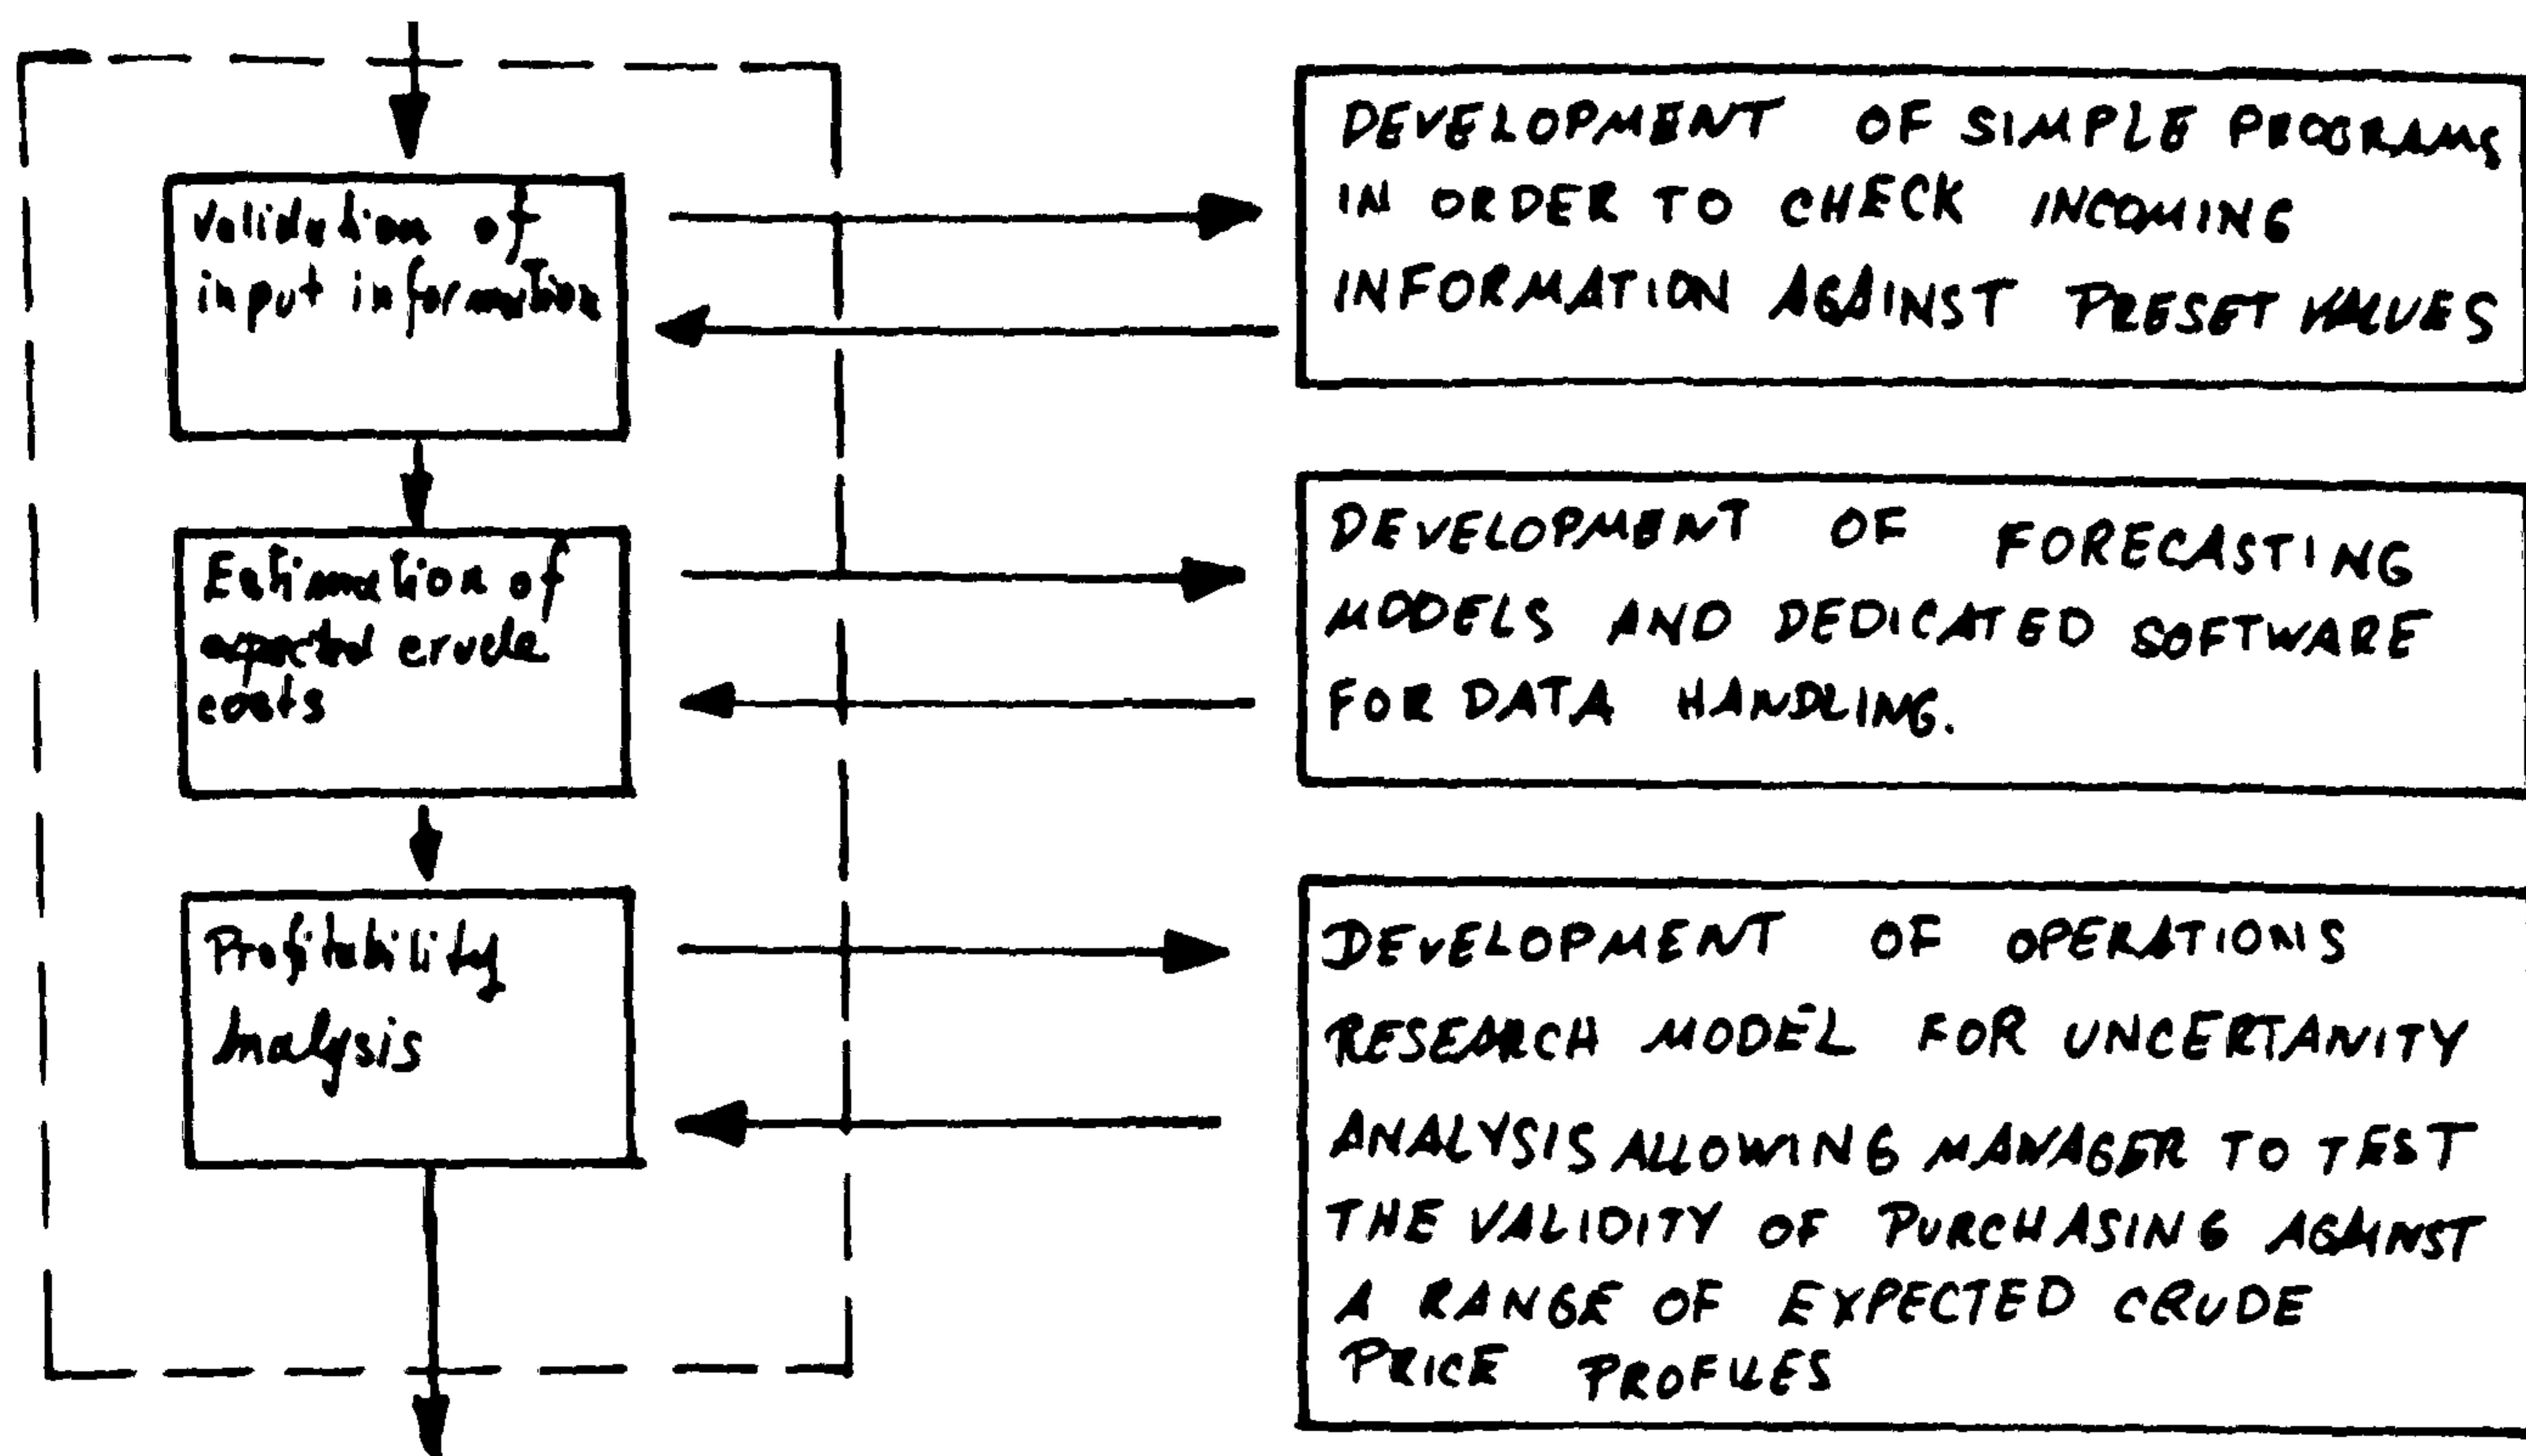 Validation of
input information
DEVELOPMENT OF SIMPLE PROGRAMS
IN ORDER TO CHECK INCOMING
INFORMATION AGAINST PRESET VALUES
Estimation of
expected crude
costs
DEVELOPMENT OF FORECASTING
MODELS AND DEDICATED SOFTWARE
FOR DATA HANDLING.
Profitability
Analysis
DEVELOPMENT OF OPERATIONS
RESEARCH MODEL FOR UNCERTANITY
ANALYSIS ALLOWING MANAGER TO TEST
THE VALIDITY OF PURCHASING AGAINST
A RANGE OF EXPECTED CRUDE
PRICE PROFILES